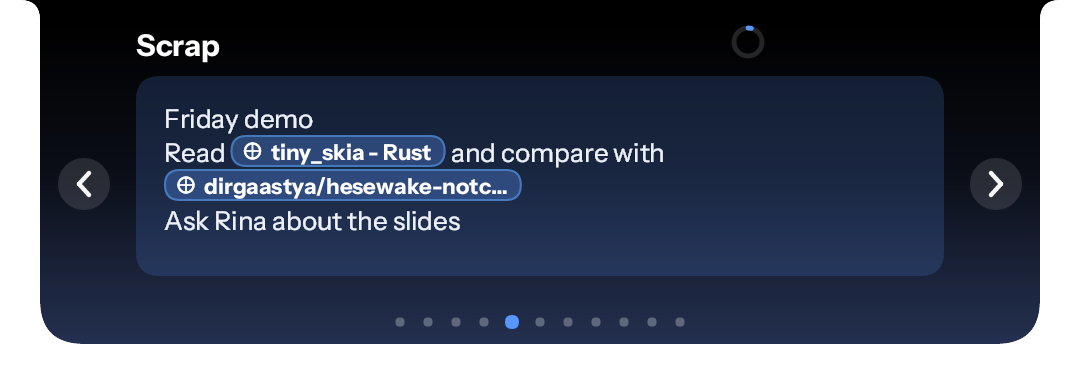 Scrap
Friday demo
Read tiny_skia - Rust and compare with
dirgaastya/hesewake-notc...
Ask Rina about the slides